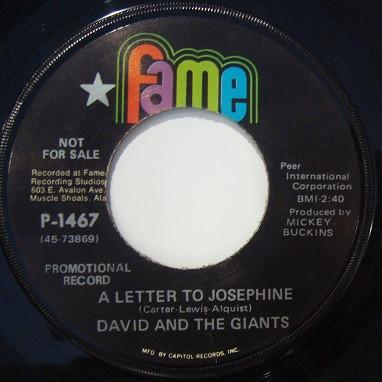 fame
NOT
FOR SALE
Recorded at Fame
Recording Studios
603 E. Avalon Ave.
Muscle Shoals, Ala
P-1467
(45-73869)
PROMOTIONAL
RECORD
Peer
International
Corporation
BMI-2:40
Produced by
MICKEY
BUCKINS
A LETTER TO JOSEPHINE
(Carter-Lewis-Alquist)
DAVID AND THE GIANTS
MFD BY CAPITOL RECORDS, INC.